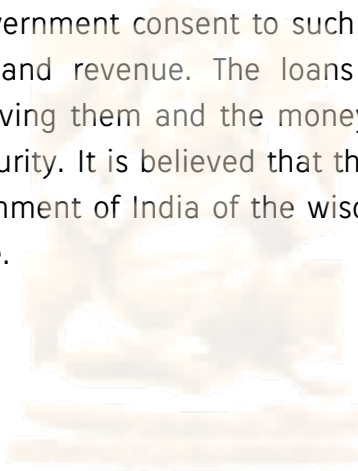 vernment consent to such
and revenue. The loans
ving them and the money
urity. It is believed that th
nment of India of the wisd
.